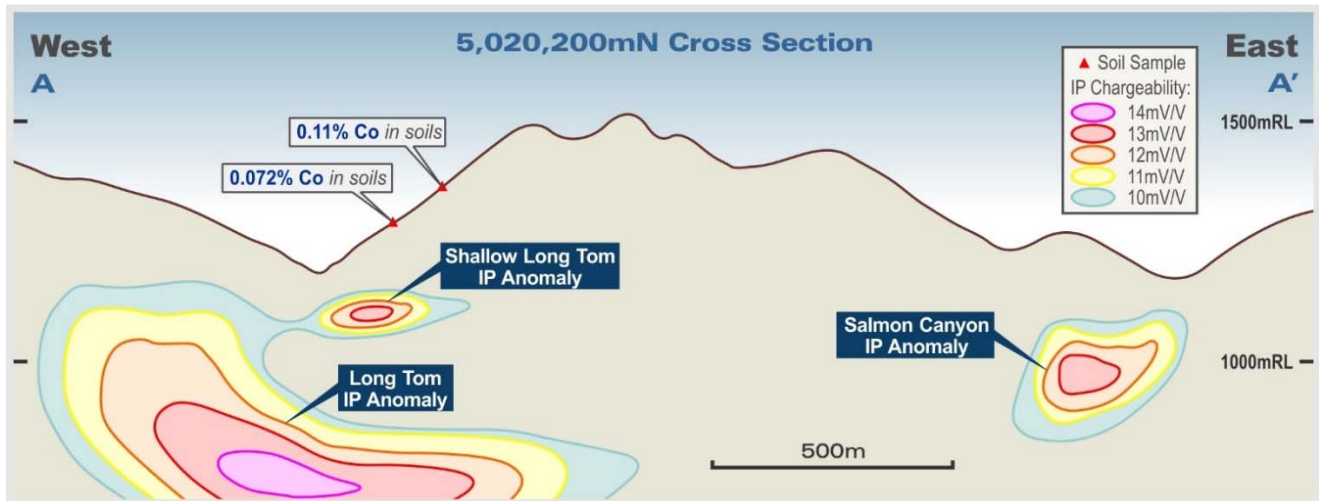 West
A
5,020,200mN Cross Section
East
A’
Soil Sample
IP Chargeability:
14mV/V
13mV/V
12mV/V
11mV/V
10mV/V
1500mRL
0.11% Co in soils
0.072% Co in soils
Shallow Long Tom
IP Anomaly
Salmon Canyon
IP Anomaly
1000mRL
Long Tom
IP Anomaly
500m